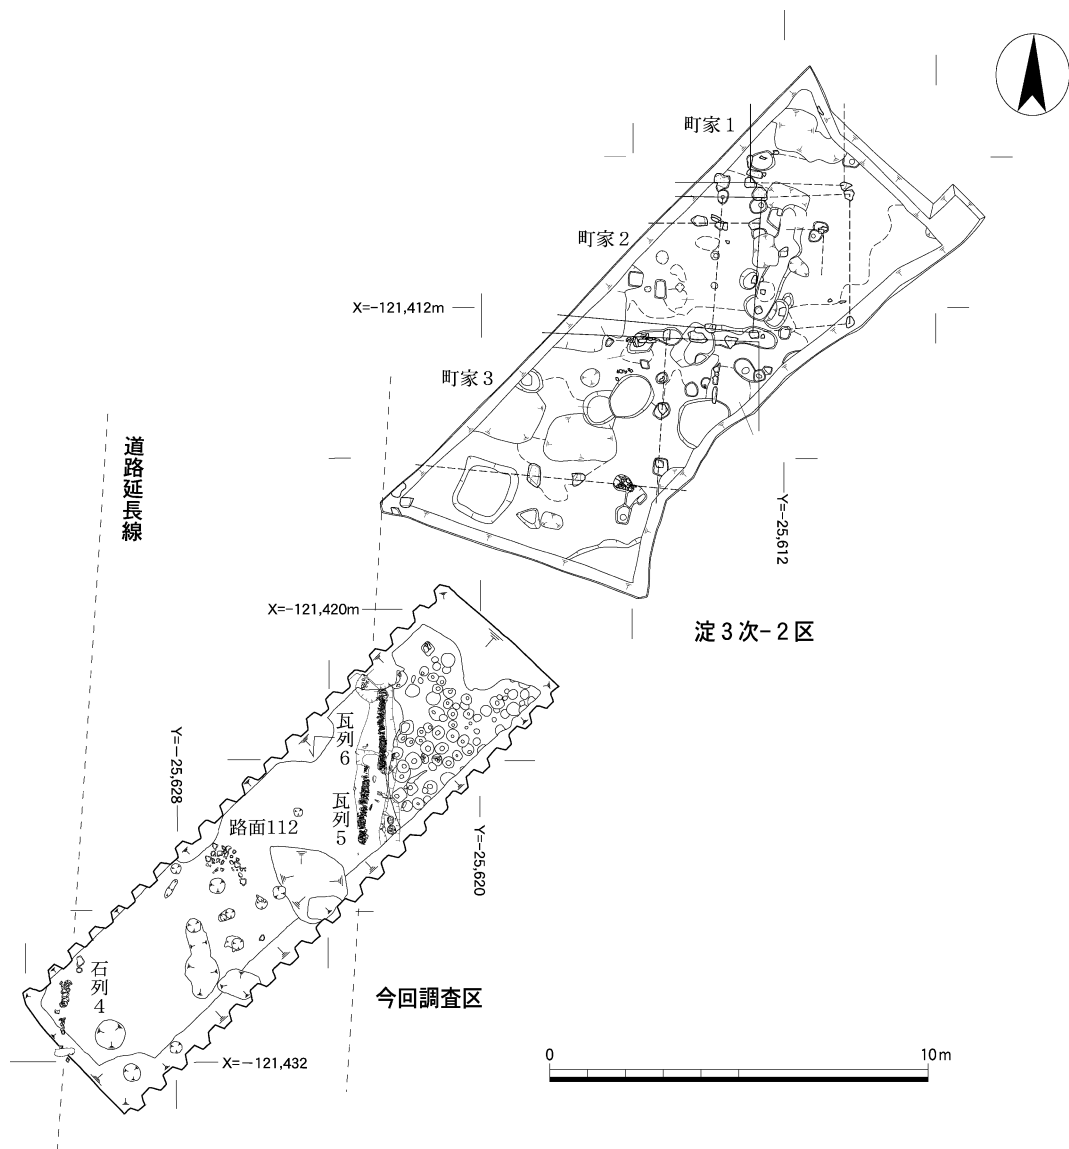 町家1
町家2
X=-121,412m
町家3
道路延長線
Y=-25,612
X=-121,420m
淀3次-2区
瓦列6
Y=-25,628
瓦列5
路面112
Y=-25,620
石列4
今回調査区
X=-121,432
0 10m